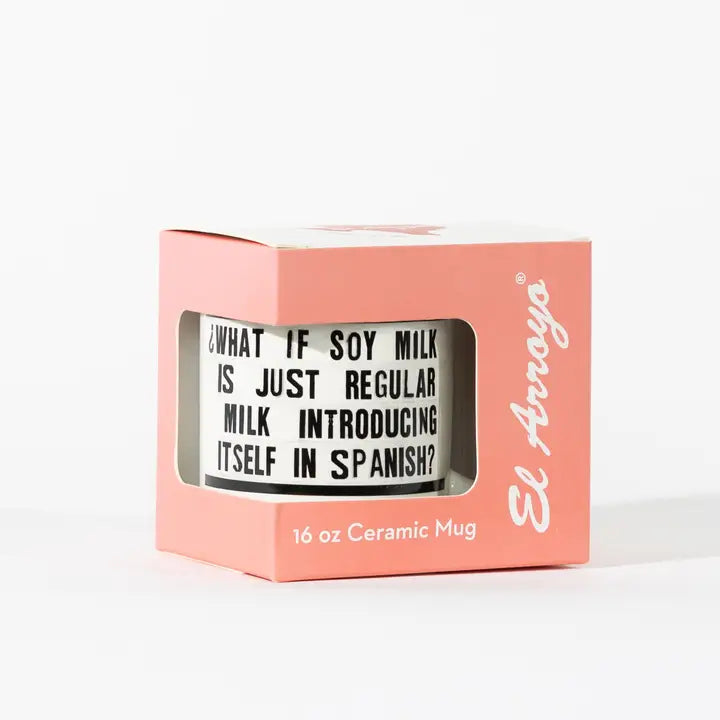 ¿WHAT IF SOY MILK
IS JUST REGULAR
MILK INTRODUCING
ITSELF IN SPANISH?
16 oz Ceramic Mug
El Arroyo®